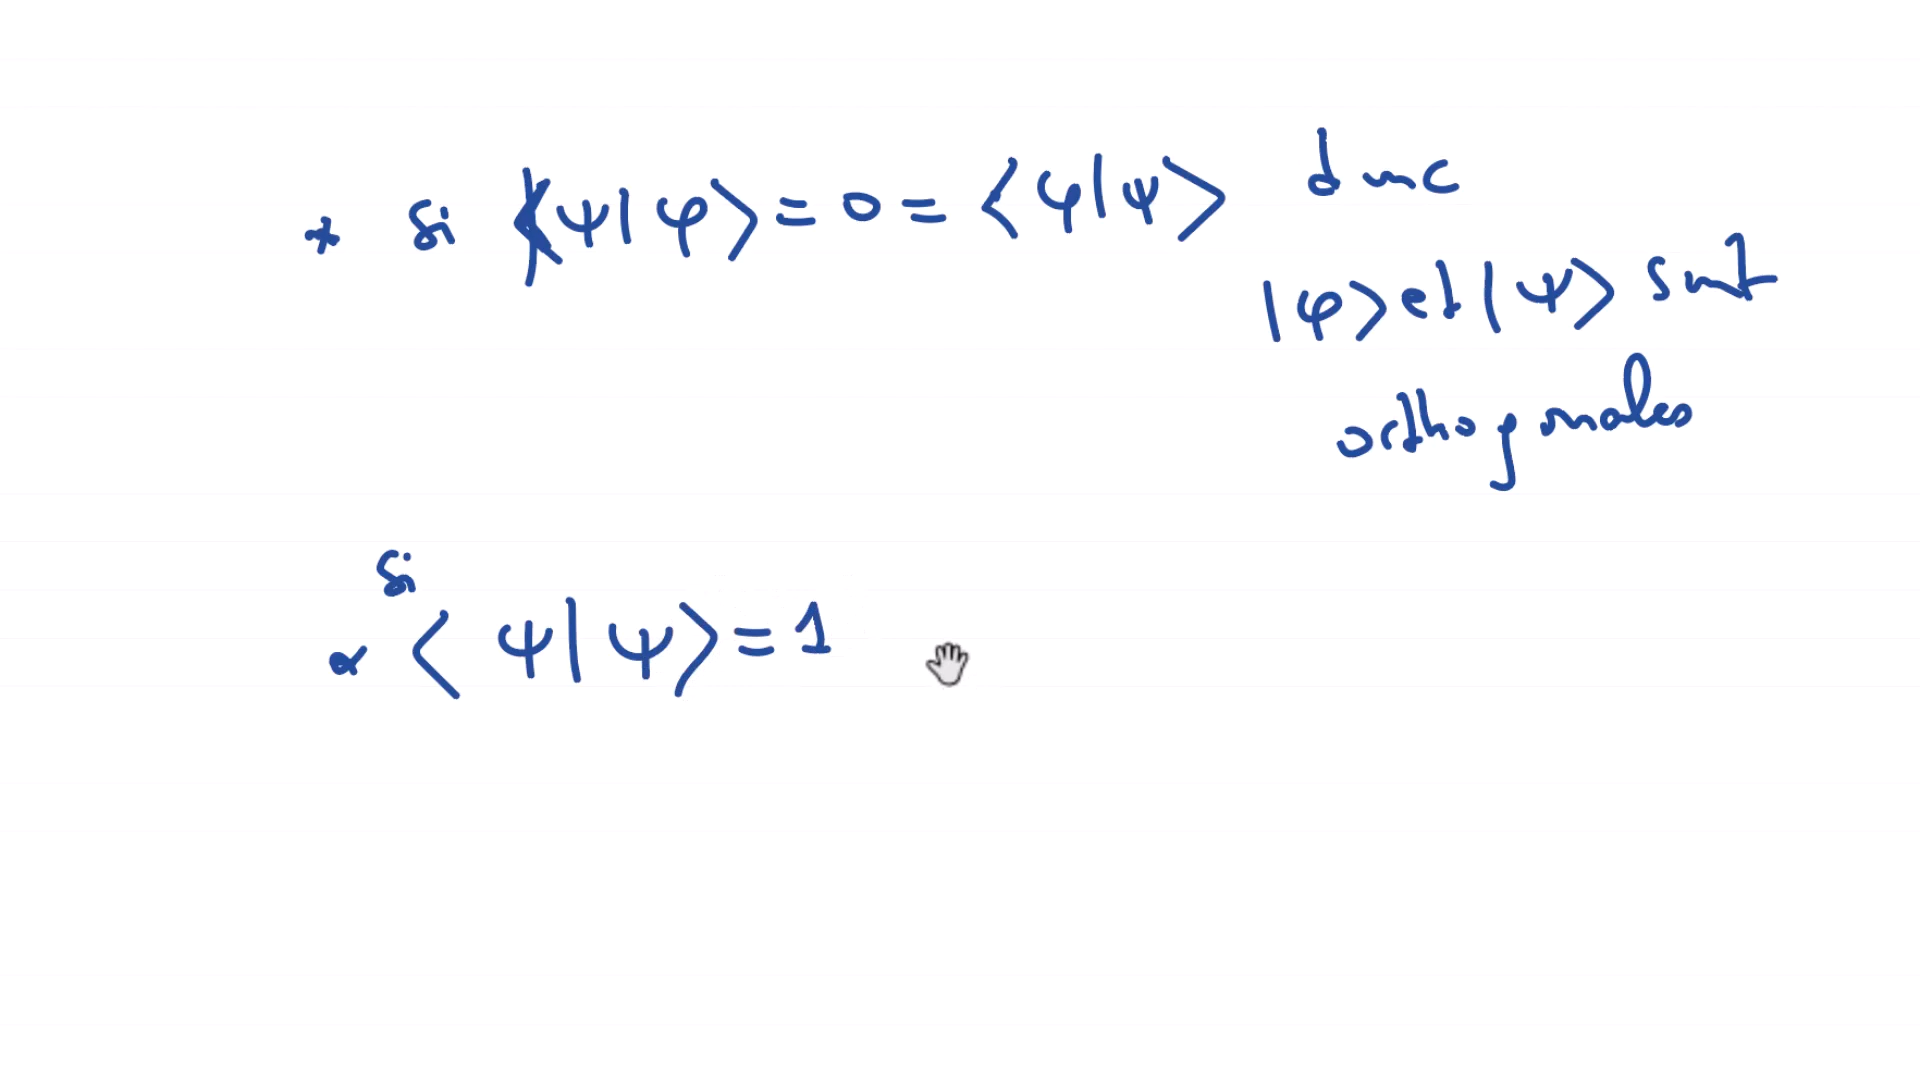 * si ⟨ψ|φ⟩ = 0 = ⟨φ|ψ⟩ donc
|φ⟩ et |ψ⟩ sont
orthogonales
si
* ⟨ψ|ψ⟩ = 1